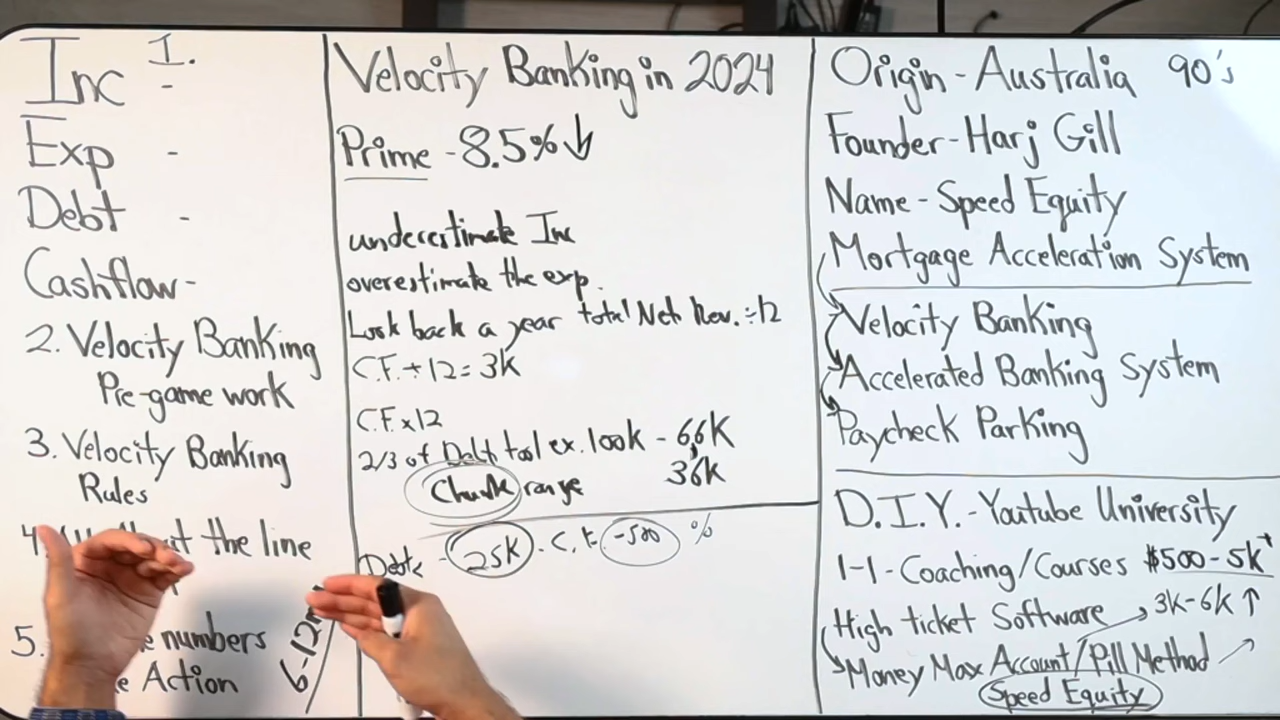 1.
Inc -
Exp -
Debt -
Cashflow-
2. Velocity Banking
Pre-game work
3. Velocity Banking
Rules
4. the line
5. numbers
Action
6-12
Velocity Banking in 2024
Prime - 8.5% ↓
underestimate Inc
overestimate the exp.
Look back a year total Net Rev. ÷ 12
C.F. ÷ 12 = 3K
C.F. x 12
2/3 of Debt tool ex. look - 6,6K
36K
Chunk range
Debt - 25K - C.F. -500 %
Origin - Australia 90's
Founder - Harj Gill
Name - Speed Equity
Mortgage Acceleration System
Velocity Banking
Accelerated Banking System
Paycheck Parking
D.I.Y. - Youtube University
1-1 - Coaching/Courses $500 - 5K+
High ticket Software → 3K-6K ↑
Money Max Account/Pill Method
Speed Equity